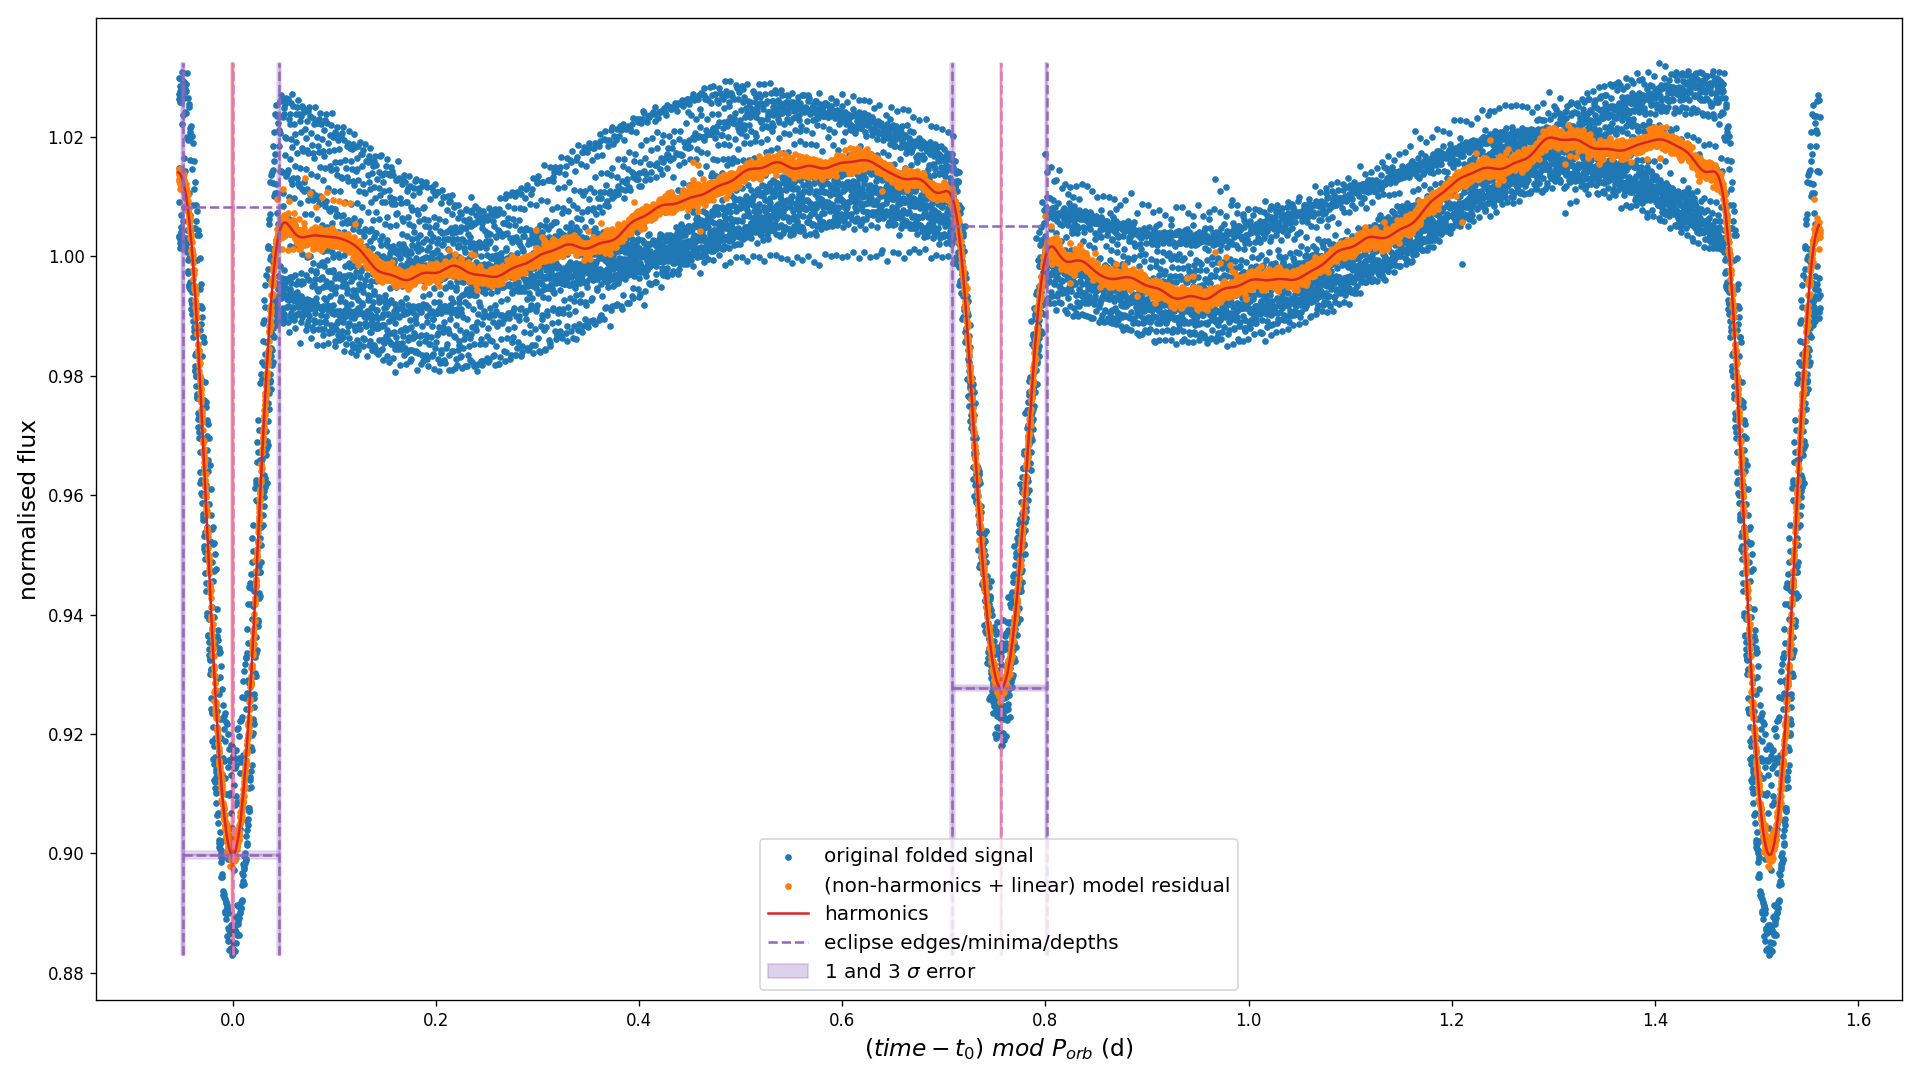 normalised flux
1.02
1.00
0.98
0.96
0.94
0.92
0.90
0.88
original folded signal
(non-harmonics + linear) model residual
harmonics
eclipse edges/minima/depths
1 and 3 σ error
0.0 0.2 0.4 0.6 0.8 1.0 1.2 1.4 1.6
(time − t₀) mod Pₒᵣb (d)